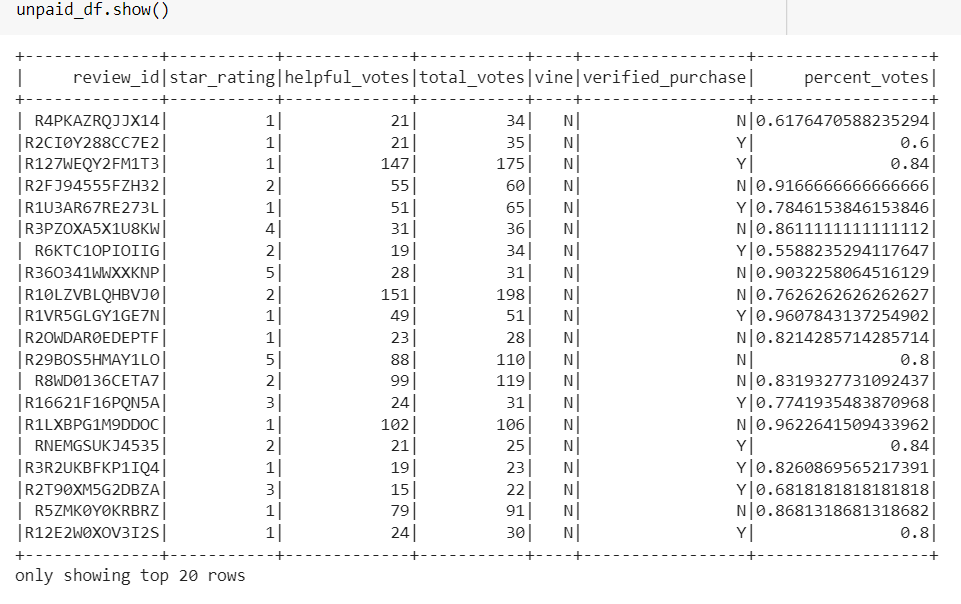 unpaid_df.show()
+--------------+-----------+-------------+-----------+----+-----------------+------------------+
|     review_id|star_rating|helpful_votes|total_votes|vine|verified_purchase|     percent_votes|
+--------------+-----------+-------------+-----------+----+-----------------+------------------+
| R4PKAZRQJJX14|          1|           21|         34|   N|                N|0.6176470588235294|
|R2CI0Y288CC7E2|          1|           21|         35|   N|                Y|               0.6|
|R127WEQY2FM1T3|          1|          147|        175|   N|                Y|              0.84|
|R2FJ94555FZH32|          2|           55|         60|   N|                N|0.9166666666666666|
|R1U3AR67RE273L|          1|           51|         65|   N|                Y|0.7846153846153846|
|R3PZOXA5X1U8KW|          4|           31|         36|   N|                N|0.8611111111111112|
| R6KTC1OPIOIIG|          2|           19|         34|   N|                Y|0.5588235294117647|
|R36O341WWXXKNP|          5|           28|         31|   N|                N|0.9032258064516129|
|R10LZVBLQHBVJ0|          2|          151|        198|   N|                N|0.7626262626262627|
|R1VR5GLGY1GE7N|          1|           49|         51|   N|                Y|0.9607843137254902|
|R2OWDAR0EDEPTF|          1|           23|         28|   N|                N|0.8214285714285714|
|R29BOS5HMAY1LO|          5|           88|        110|   N|                N|               0.8|
| R8WD0136CETA7|          2|           99|        119|   N|                N|0.8319327731092437|
|R16621F16PQN5A|          3|           24|         31|   N|                Y|0.7741935483870968|
|R1LXBPG1M9DDOC|          1|          102|        106|   N|                N|0.9622641509433962|
| RNEMGSUKJ4535|          2|           21|         25|   N|                Y|              0.84|
|R3R2UKBFKP1IQ4|          1|           19|         23|   N|                Y|0.8260869565217391|
|R2T90XM5G2DBZA|          3|           15|         22|   N|                Y|0.6818181818181818|
| R5ZMK0Y0KRBRZ|          1|           79|         91|   N|                N|0.8681318681318682|
|R12E2W0XOV3I2S|          1|           24|         30|   N|                Y|               0.8|
+--------------+-----------+-------------+-----------+----+-----------------+------------------+
only showing top 20 rows